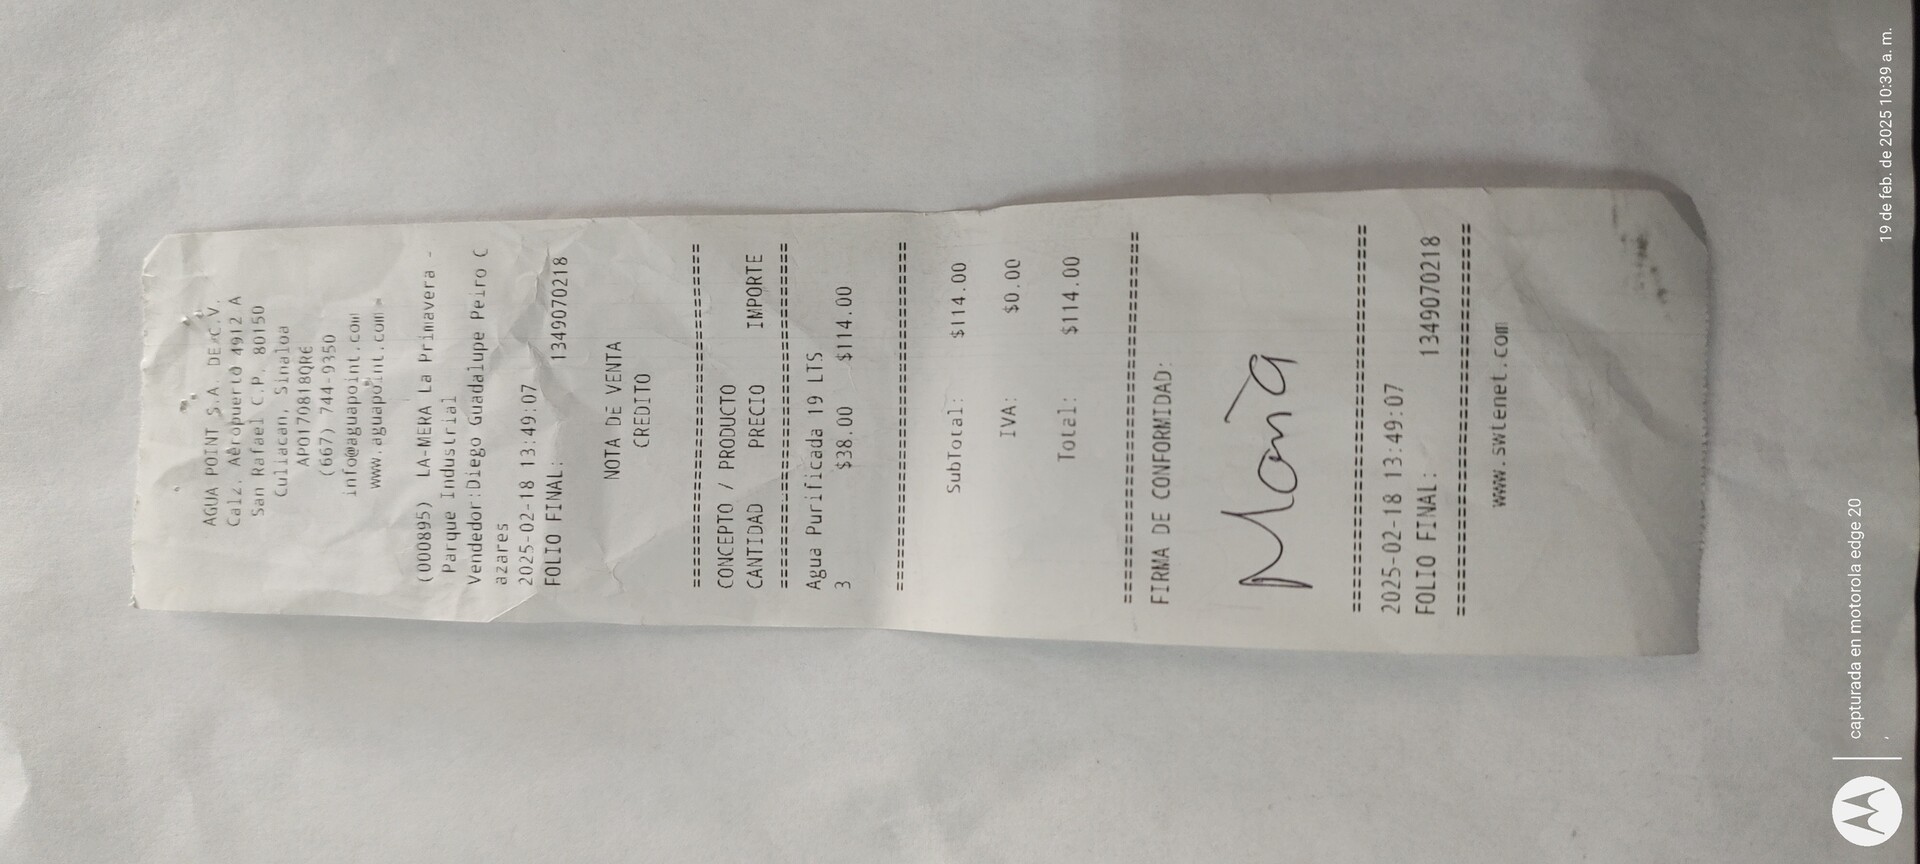 AGUA POINT S.A. DE C.V.
Calz. Aeropuerto 4912 A
San Rafael C.P. 80150
Culiacan, Sinaloa
APO170818QRE
(667) 744-9350
info@aguapoint.com
www.aguapoint.com
(000895) LA-MERA La Primavera -
Parque Industrial
Vendedor:Diego Guadalupe Peiro C
azares
2025-02-18 13:49:07
FOLIO FINAL: 1349070218
NOTA DE VENTA
CREDITO
================================
CONCEPTO / PRODUCTO
CANTIDAD PRECIO IMPORTE
================================
Agua Purificada 19 LTS
3 $38.00 $114.00
================================
SubTotal: $114.00
IVA: $0.00
Total: $114.00
================================
FIRMA DE CONFORMIDAD:
================================
2025-02-18 13:49:07
FOLIO FINAL: 1349070218
================================
www.swtenet.com
capturada en motorola edge 20
, 19 de feb. de 2025 10:39 a. m.